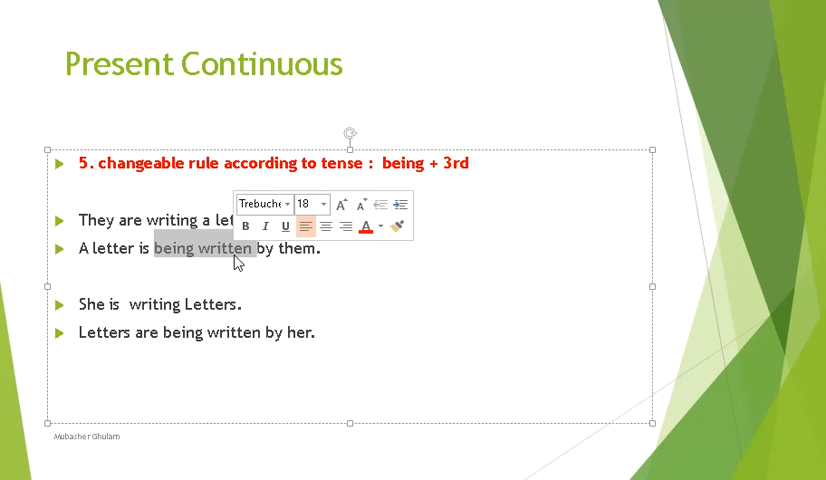 Present Continuous
5. changeable rule according to tense : being + 3rd
Trebuche 18 A A
They are writing a let
B I U A
A letter is being written by them.
She is writing Letters.
Letters are being written by her.
Mubasher Ghulam